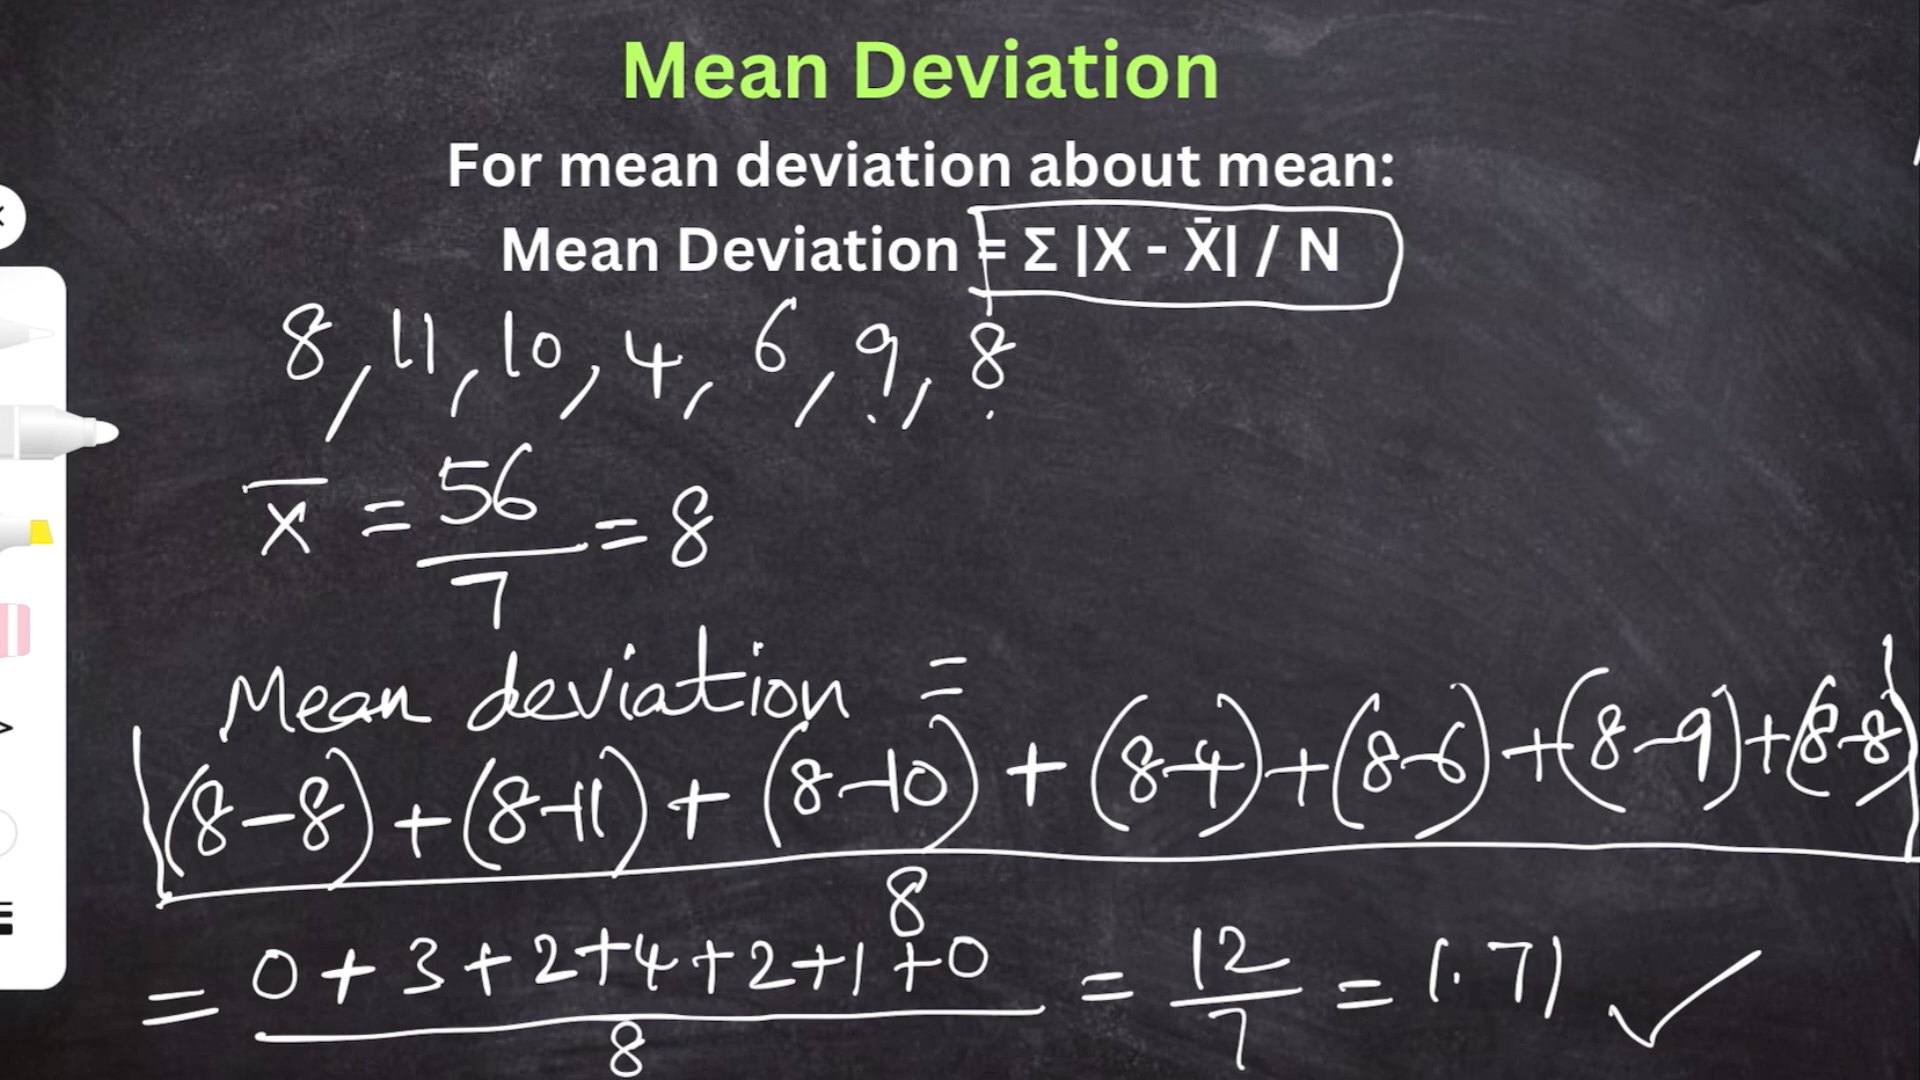 Mean Deviation
For mean deviation about mean:
Mean Deviation = Σ |X - X̄| / N
8, 11, 10, 4, 6, 9, 8
x̄ = 56/7 = 8
Mean deviation =
|(8-8)+(8-11)+(8-10)+(8-4)+(8-6)+(8-9)+(8-8)|
8
= 0+3+2+4+2+1+0/8 = 12/7 = 1.71 ✓